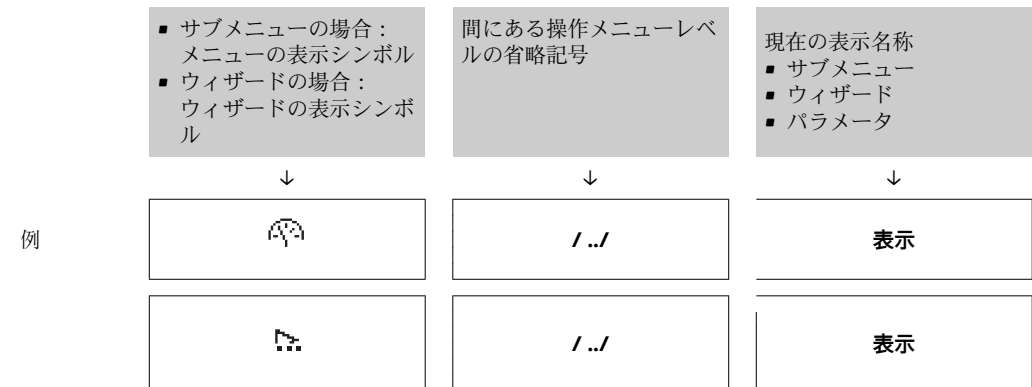 ▪ サブメニューの場合：
メニューの表示シンボル
▪ ウィザードの場合：
ウィザードの表示シンボ
ル
間にある操作メニューレベ
ルの省略記号
現在の表示名称
▪ サブメニュー
▪ ウィザード
▪ パラメータ
↓ ↓ ↓
例
/ ../
表示
/ ../
表示